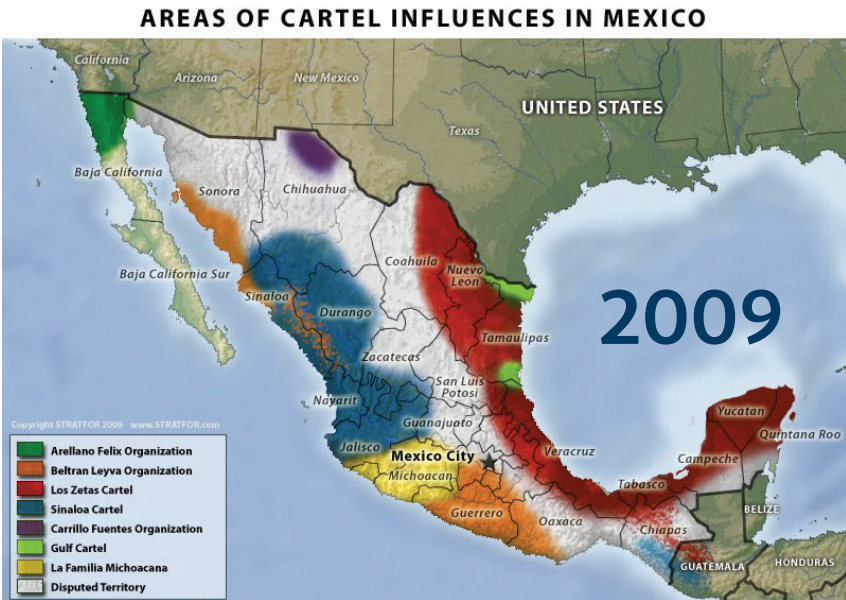 AREAS OF CARTEL INFLUENCES IN MEXICO
California
Arizona
New Mexico
UNITED STATES
Texas
Baja California
Sonora
Chihuahua
Baja California Sur
Coahuila
Nuevo
Leon
Sinaloa
Durango
2009
Tamaulipas
Zacatecas
San Luis
Potosi
Nayarit
Guanajuato
Yucatan
Copyright STRATFOR 2009 www.STRATFOR.com
Quintana Roo
Jalisco
Mexico City
Veracruz
Campeche
Michoacan
Tabasco
Guerrero
Oaxaca
Chiapas
BELIZE
GUATEMALA
HONDURAS
Arellano Felix Organization
Beltran Leyva Organization
Los Zetas Cartel
Sinaloa Cartel
Carrillo Fuentes Organization
Gulf Cartel
La Familia Michoacana
Disputed Territory